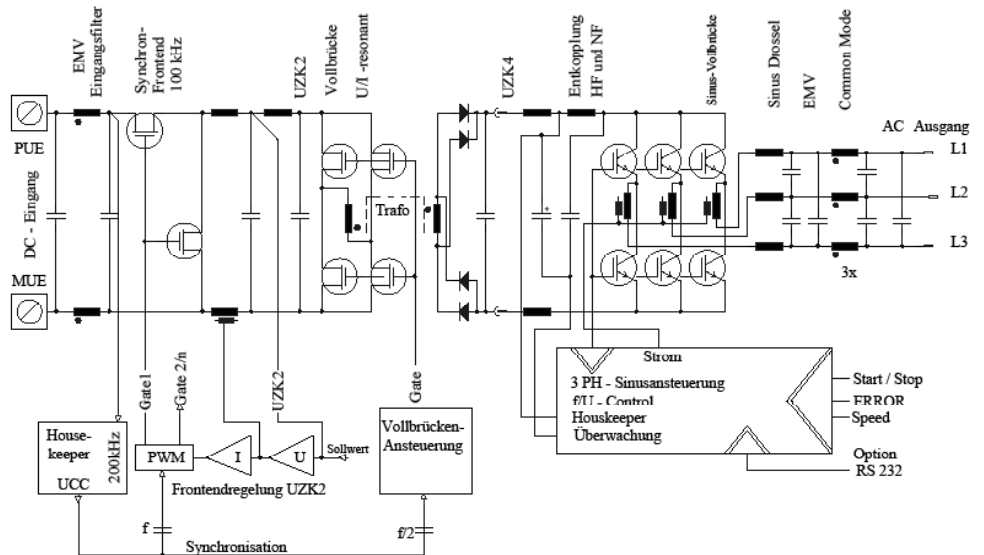 EMV
Eingangsfilter
Synchron-
Frontend
100 kHz
UZK2
Vollbrücke
U/I -resonant
UZK4
Entkopplung
HF und NF
Sinus-Vollbrücke
Sinus Drossel
EMV
Common Mode
AC Ausgang
PUE
DC - Eingang
MUE
Trafo
+
L1
L2
L3
3x
Gate1
Gate 2/n
UZK2
Gate
House-
keeper
UCC
200kHz
PWM
I
U
Sollwert
Frontendregelung UZK2
Vollbrücken-
Ansteuerung
f
f/2
Synchronisation
Strom
3 PH - Sinusansteuerung
f/U - Control
Houskeeper
Überwachung
Start / Stop
ERROR
Speed
Option
RS 232